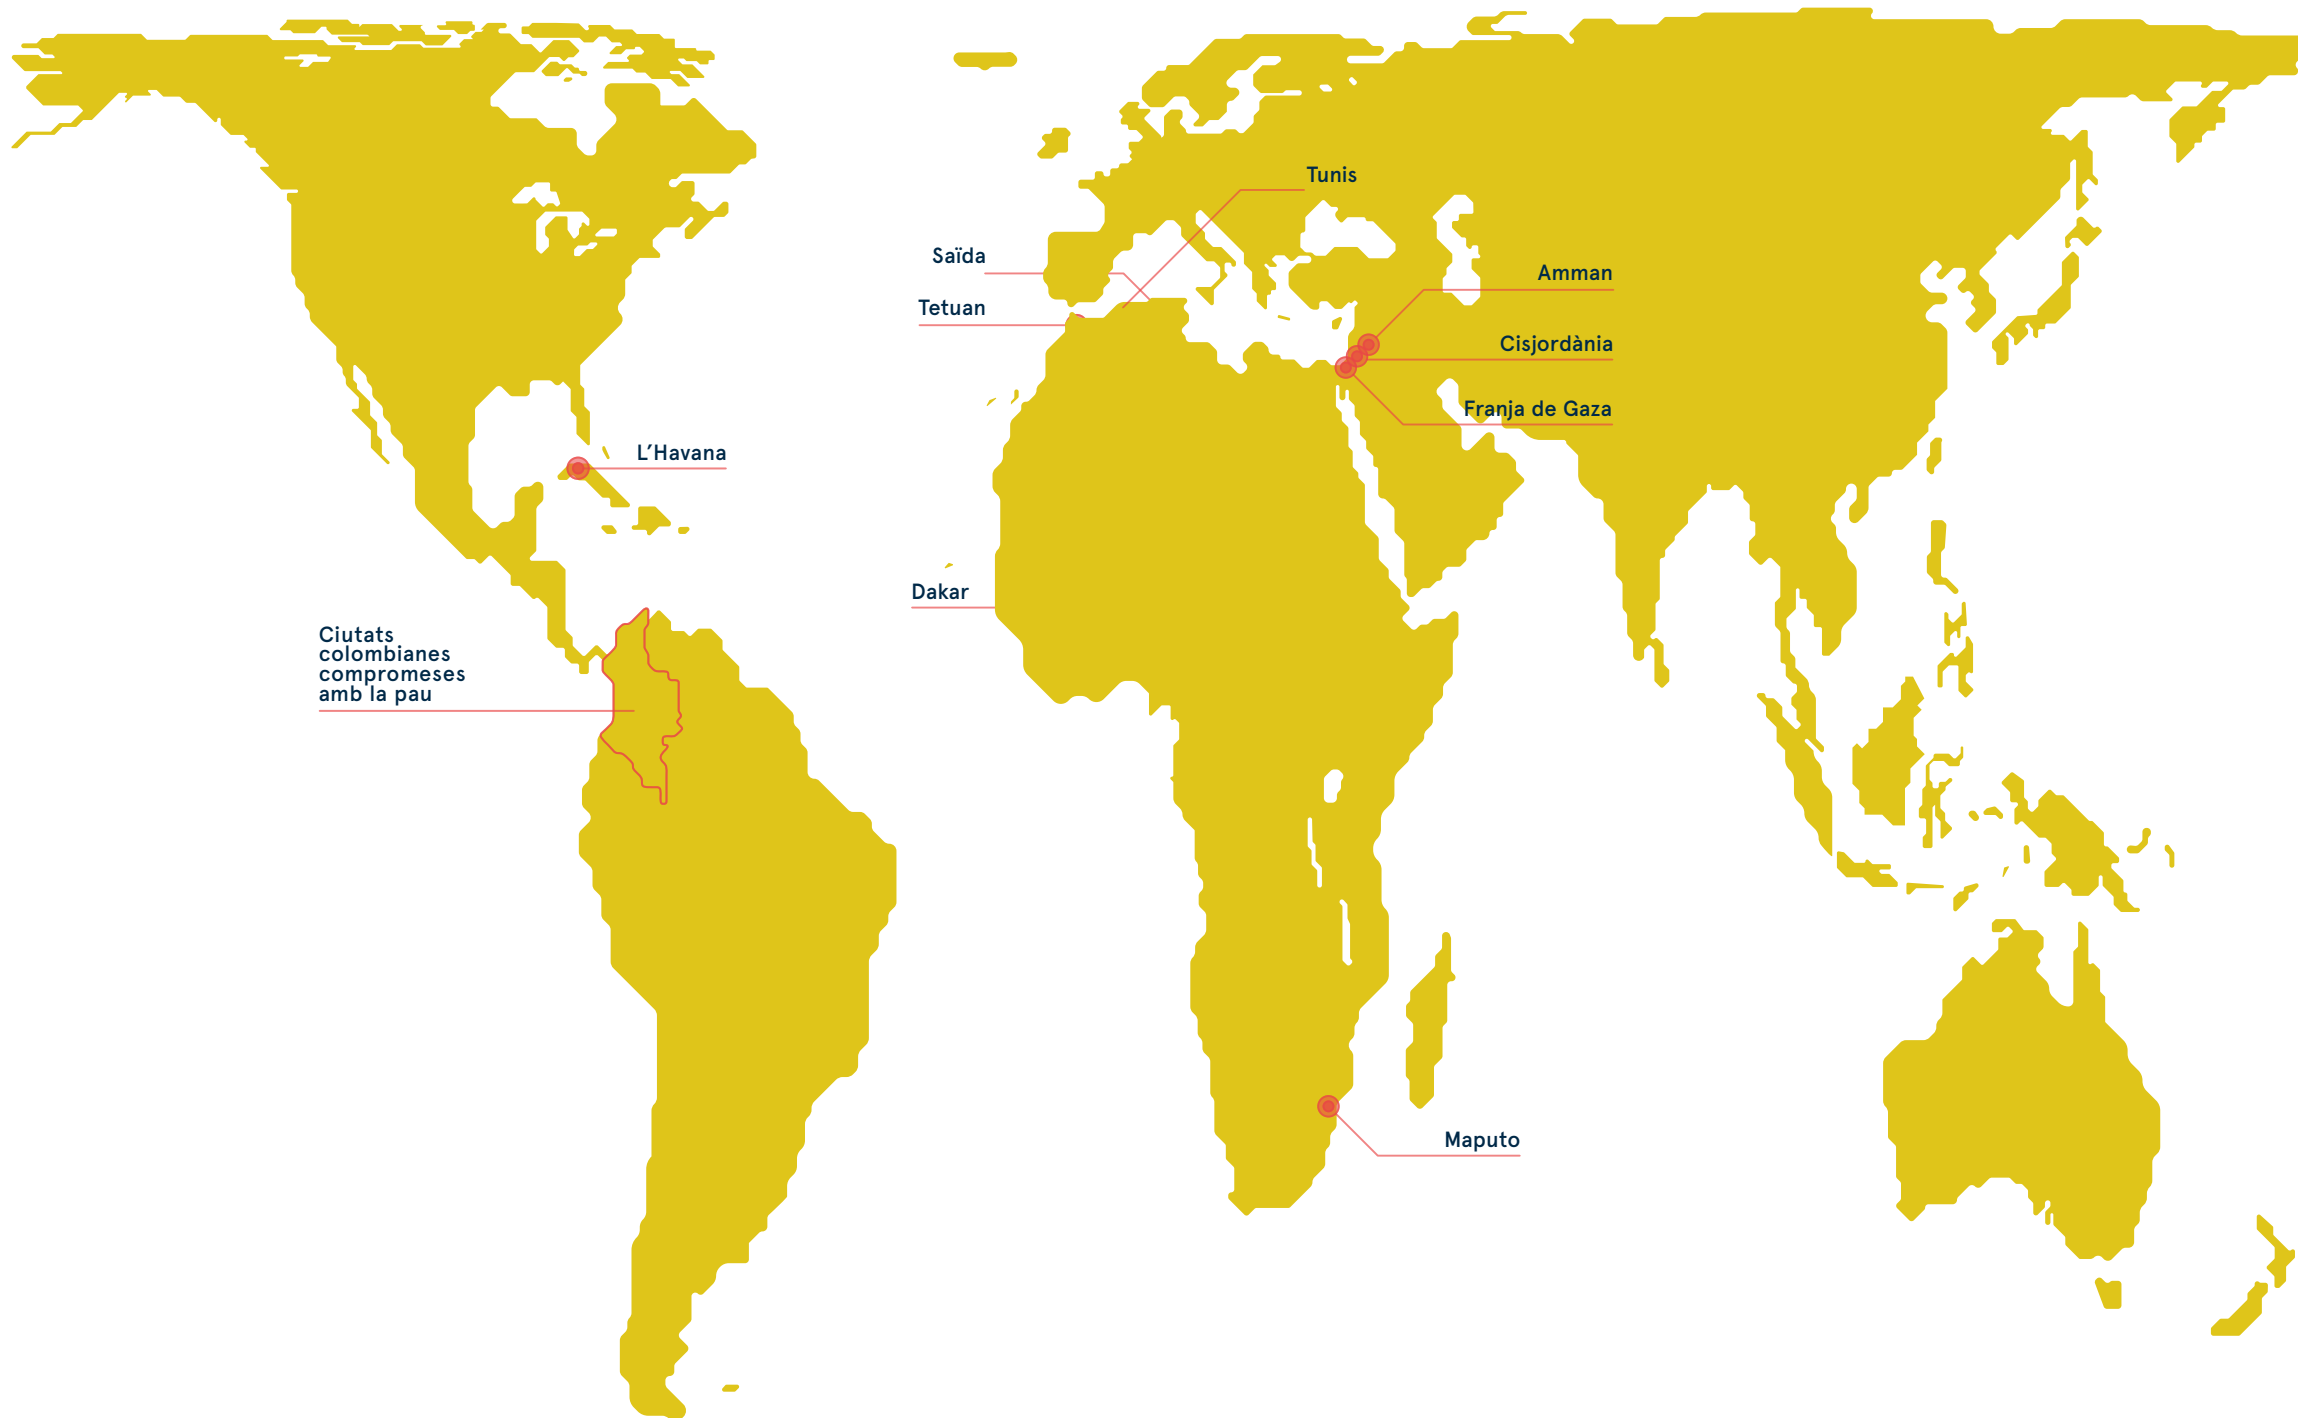 Tunis
Saïda
Amman
Tetuan
Cisjordània
Franja de Gaza
L’Havana
Dakar
Ciutats
colombianes
compromeses
amb la pau
Maputo